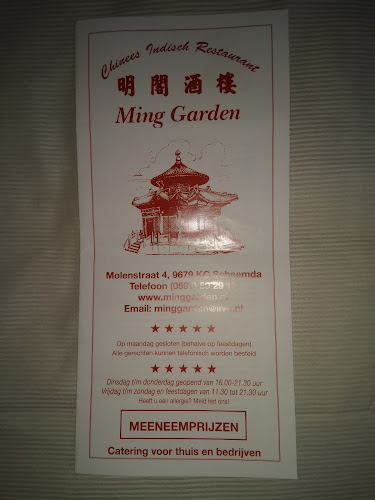 Chinees Indisch Restaurant
明閣酒楼
Ming Garden
Molenstraat 4, 9679 KC Scheemda
Telefoon
www.minggarden.nl
Email:
★★★★★
Op maandag gesloten (behalve op feestdagen)
Alle gerechten kunnen telefonisch worden besteld
★★★★★
Dinsdag t/m donderdag geopend van 16.00-21.30 uur
Vrijdag t/m zondag en feestdagen van 11.30 tot 21.30 uur
Heeft u een allergie? Meld het ons!
MEENEEMPRIJZEN
Catering voor thuis en bedrijven